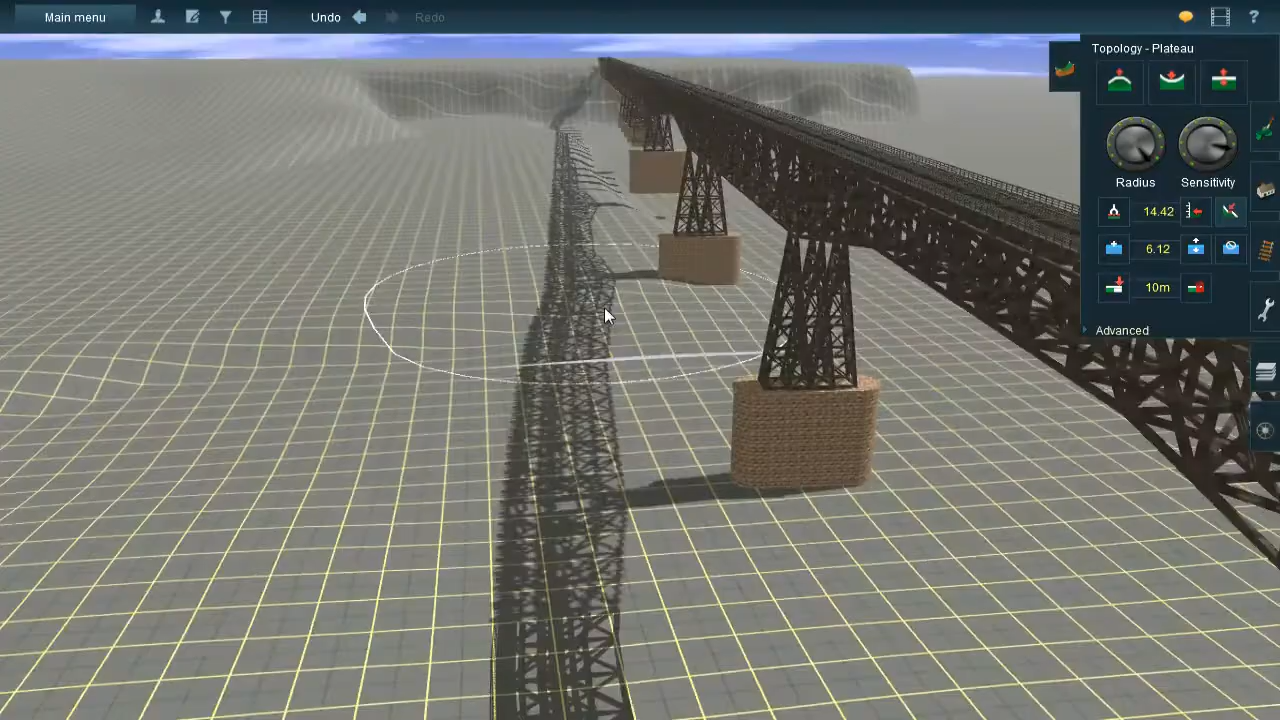 Main menu
Undo
Redo
?
Topology - Plateau
Radius
Sensitivity
14.42
6.12
10m
Advanced